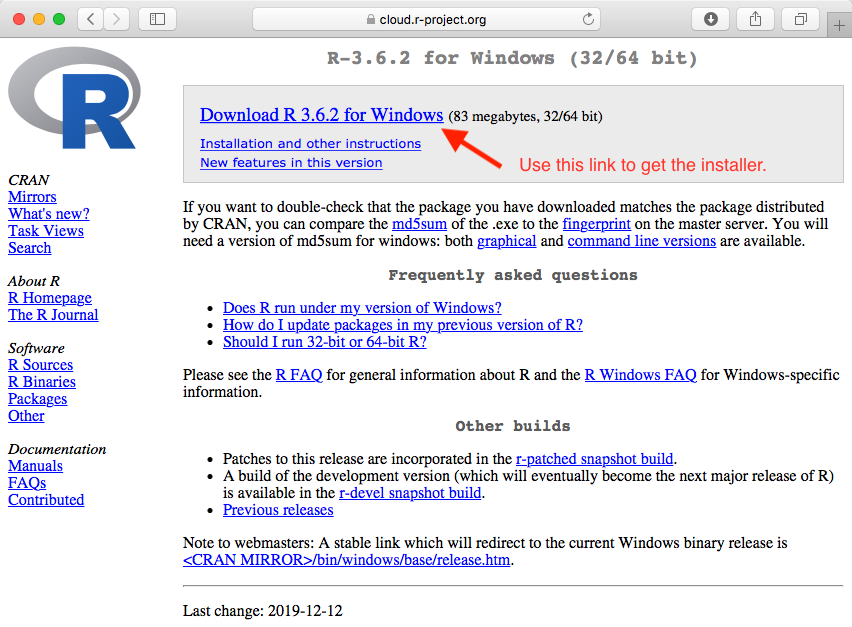 cloud.r-project.org
R
R-3.6.2 for Windows (32/64 bit)
Download R 3.6.2 for Windows (83 megabytes, 32/64 bit)
Installation and other instructions
New features in this version
Use this link to get the installer.
CRAN
Mirrors
What's new?
Task Views
Search
About R
R Homepage
The R Journal
Software
R Sources
R Binaries
Packages
Other
Documentation
Manuals
FAQs
Contributed
If you want to double-check that the package you have downloaded matches the package distributed
by CRAN, you can compare the md5sum of the .exe to the fingerprint on the master server. You will
need a version of md5sum for windows: both graphical and command line versions are available.
Frequently asked questions
• Does R run under my version of Windows?
• How do I update packages in my previous version of R?
• Should I run 32-bit or 64-bit R?
Please see the R FAQ for general information about R and the R Windows FAQ for Windows-specific
information.
Other builds
• Patches to this release are incorporated in the r-patched snapshot build.
• A build of the development version (which will eventually become the next major release of R)
is available in the r-devel snapshot build.
• Previous releases
Note to webmasters: A stable link which will redirect to the current Windows binary release is
<CRAN MIRROR>/bin/windows/base/release.htm.
Last change: 2019-12-12